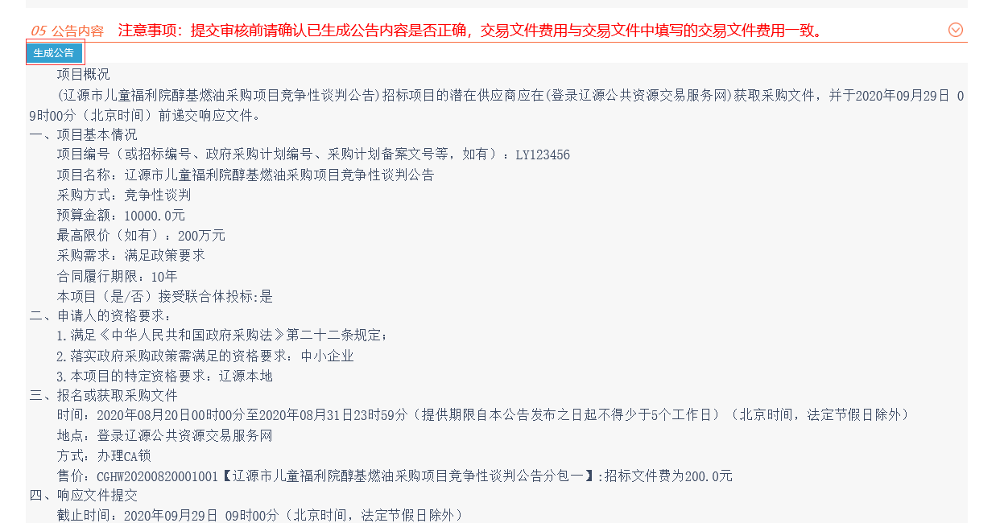 05 公告内容 注意事项：提交审核前请确认已生成公告内容是否正确，交易文件费用与交易文件中填写的交易文件费用一致。
生成公告
项目概况
(辽源市儿童福利院醇基燃油采购项目竞争性谈判公告)招标项目的潜在供应商应在(登录辽源公共资源交易服务网)获取采购文件，并于2020年09月29日 0
9时00分（北京时间）前递交响应文件。
一、项目基本情况
项目编号（或招标编号、政府采购计划编号、采购计划备案文号等，如有）：LY123456
项目名称：辽源市儿童福利院醇基燃油采购项目竞争性谈判公告
采购方式：竞争性谈判
预算金额：10000.0元
最高限价（如有）：200万元
采购需求：满足政策要求
合同履行期限：10年
本项目（是/否）接受联合体投标:是
二、申请人的资格要求：
1.满足《中华人民共和国政府采购法》第二十二条规定；
2.落实政府采购政策需满足的资格要求：中小企业
3.本项目的特定资格要求：辽源本地
三、报名或获取采购文件
时间：2020年08月20日00时00分至2020年08月31日23时59分（提供期限自本公告发布之日起不得少于5个工作日）（北京时间，法定节假日除外）
地点：登录辽源公共资源交易服务网
方式：办理CA锁
售价：CGHW20200820001001【辽源市儿童福利院醇基燃油采购项目竞争性谈判公告分包一】:招标文件费为200.0元
四、响应文件提交
截止时间：2020年09月29日 09时00分（北京时间，法定节假日除外）